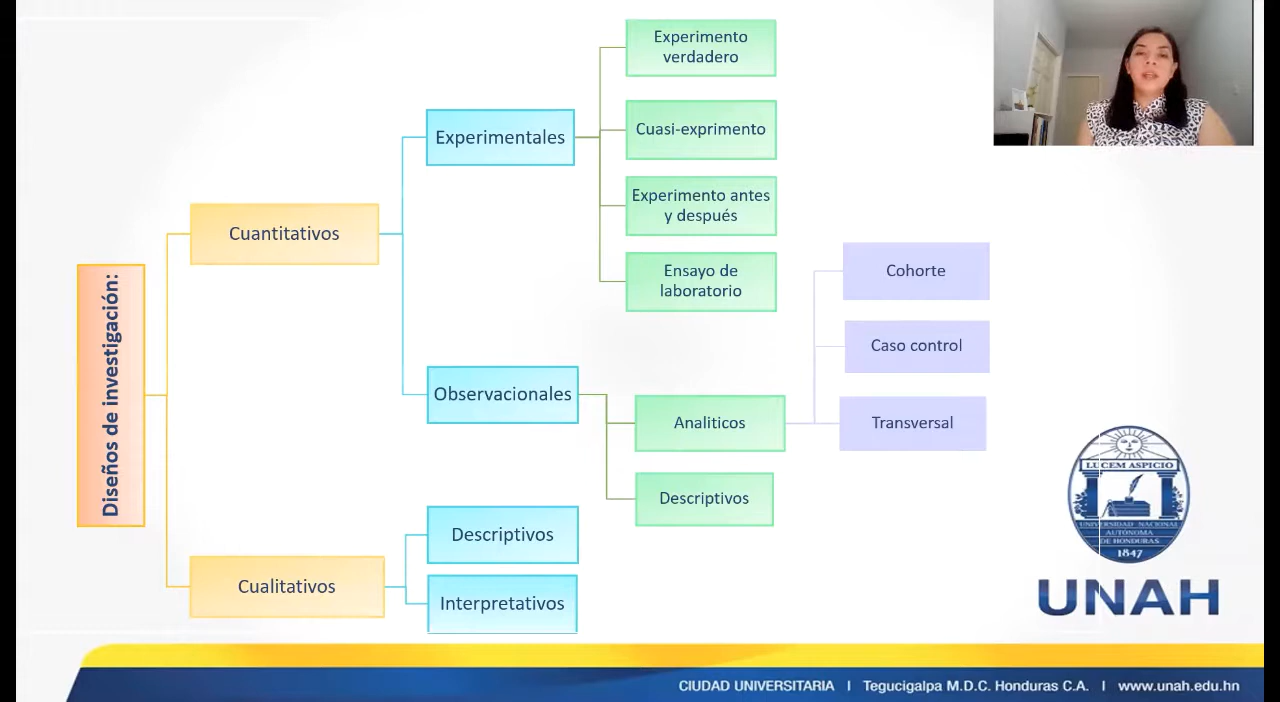 Diseños de investigación:
Cuantitativos
Experimentales
Experimento
verdadero
Cuasi-exprimento
Experimento antes
y después
Ensayo de
laboratorio
Observacionales
Analiticos
Cohorte
Caso control
Transversal
Descriptivos
Cualitativos
Descriptivos
Interpretativos
LUCEM ASPICIO
UNIVERSIDAD NACIONAL
AUTÓNOMA
DE HONDURAS
1847
UNAH
CIUDAD UNIVERSITARIA I Tegucigalpa M.D.C. Honduras C.A. I www.unah.edu.hn